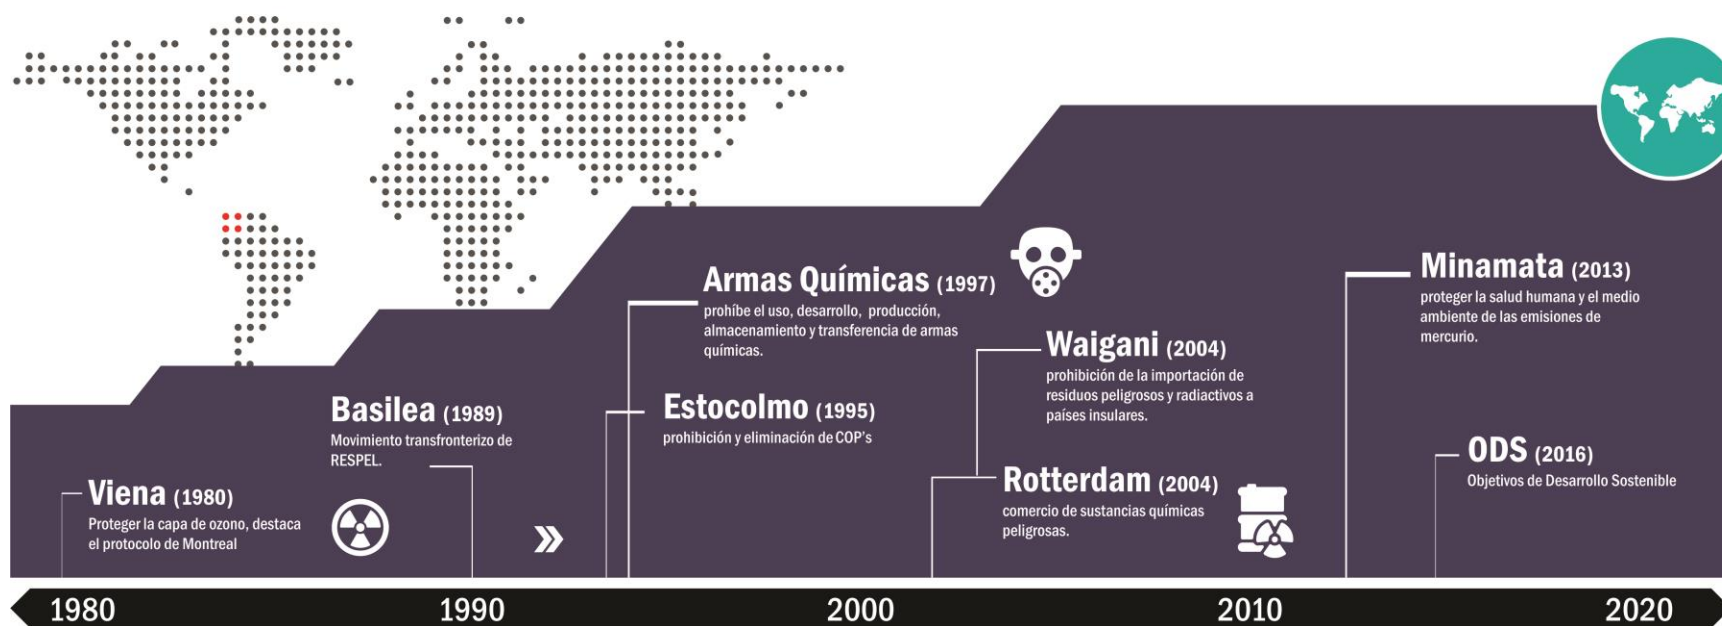 Viena (1980)
Proteger la capa de ozono, destaca
el protocolo de Montreal
Basilea (1989)
Movimiento transfronterizo de
RESPEL.
Armas Químicas (1997)
prohíbe el uso, desarrollo, producción,
almacenamiento y transferencia de armas
químicas.
Estocolmo (1995)
prohibición y eliminación de COP's
Waigani (2004)
prohibición de la importación de
residuos peligrosos y radiactivos a
países insulares.
Rotterdam (2004)
comercio de sustancias químicas
peligrosas.
Minamata (2013)
proteger la salud humana y el medio
ambiente de las emisiones de
mercurio.
ODS (2016)
Objetivos de Desarrollo Sostenible
1980 1990 2000 2010 2020